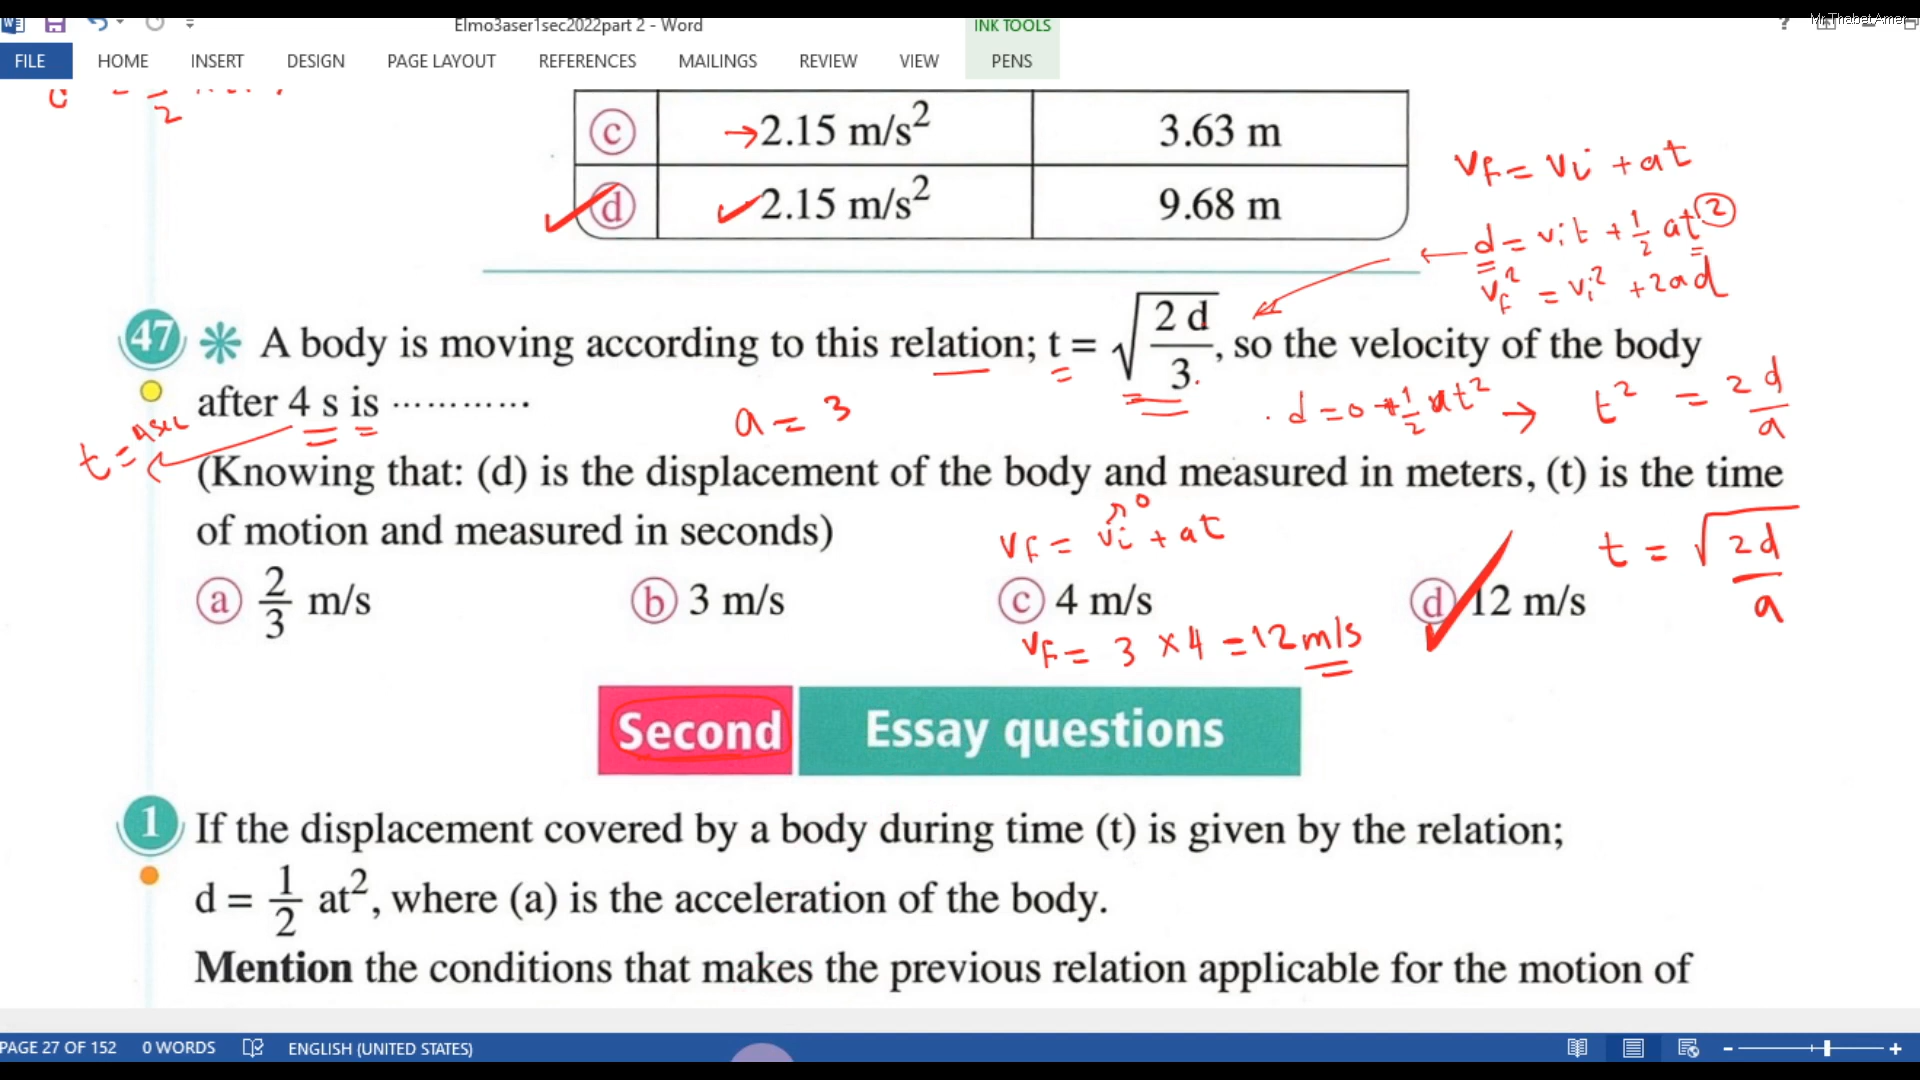 Elmo3aser1sec2022part 2 - Word
INK TOOLS
?
Mr.Thabet Amer
FILE HOME INSERT DESIGN PAGE LAYOUT REFERENCES MAILINGS REVIEW VIEW PENS
c → 2.15 m/s² 3.63 m
d 2.15 m/s² 9.68 m
Vf = Vi + at
d = Vit + 1/2 at²
Vf² = Vi² + 2ad
47 A body is moving according to this relation; t = √(2 d/3), so the velocity of the body
after 4 s is ............
t = 4sec
a = 3
d = 0 + 1/2 at² → t² = 2d/a
(Knowing that: (d) is the displacement of the body and measured in meters, (t) is the time
of motion and measured in seconds)
Vf = Vi + at
0
t = √(2d/a)
a 2/3 m/s b 3 m/s c 4 m/s d 12 m/s
Vf = 3 × 4 = 12 m/s
Second Essay questions
1 If the displacement covered by a body during time (t) is given by the relation;
d = 1/2 at², where (a) is the acceleration of the body.
Mention the conditions that makes the previous relation applicable for the motion of
PAGE 27 OF 152 0 WORDS ENGLISH (UNITED STATES)